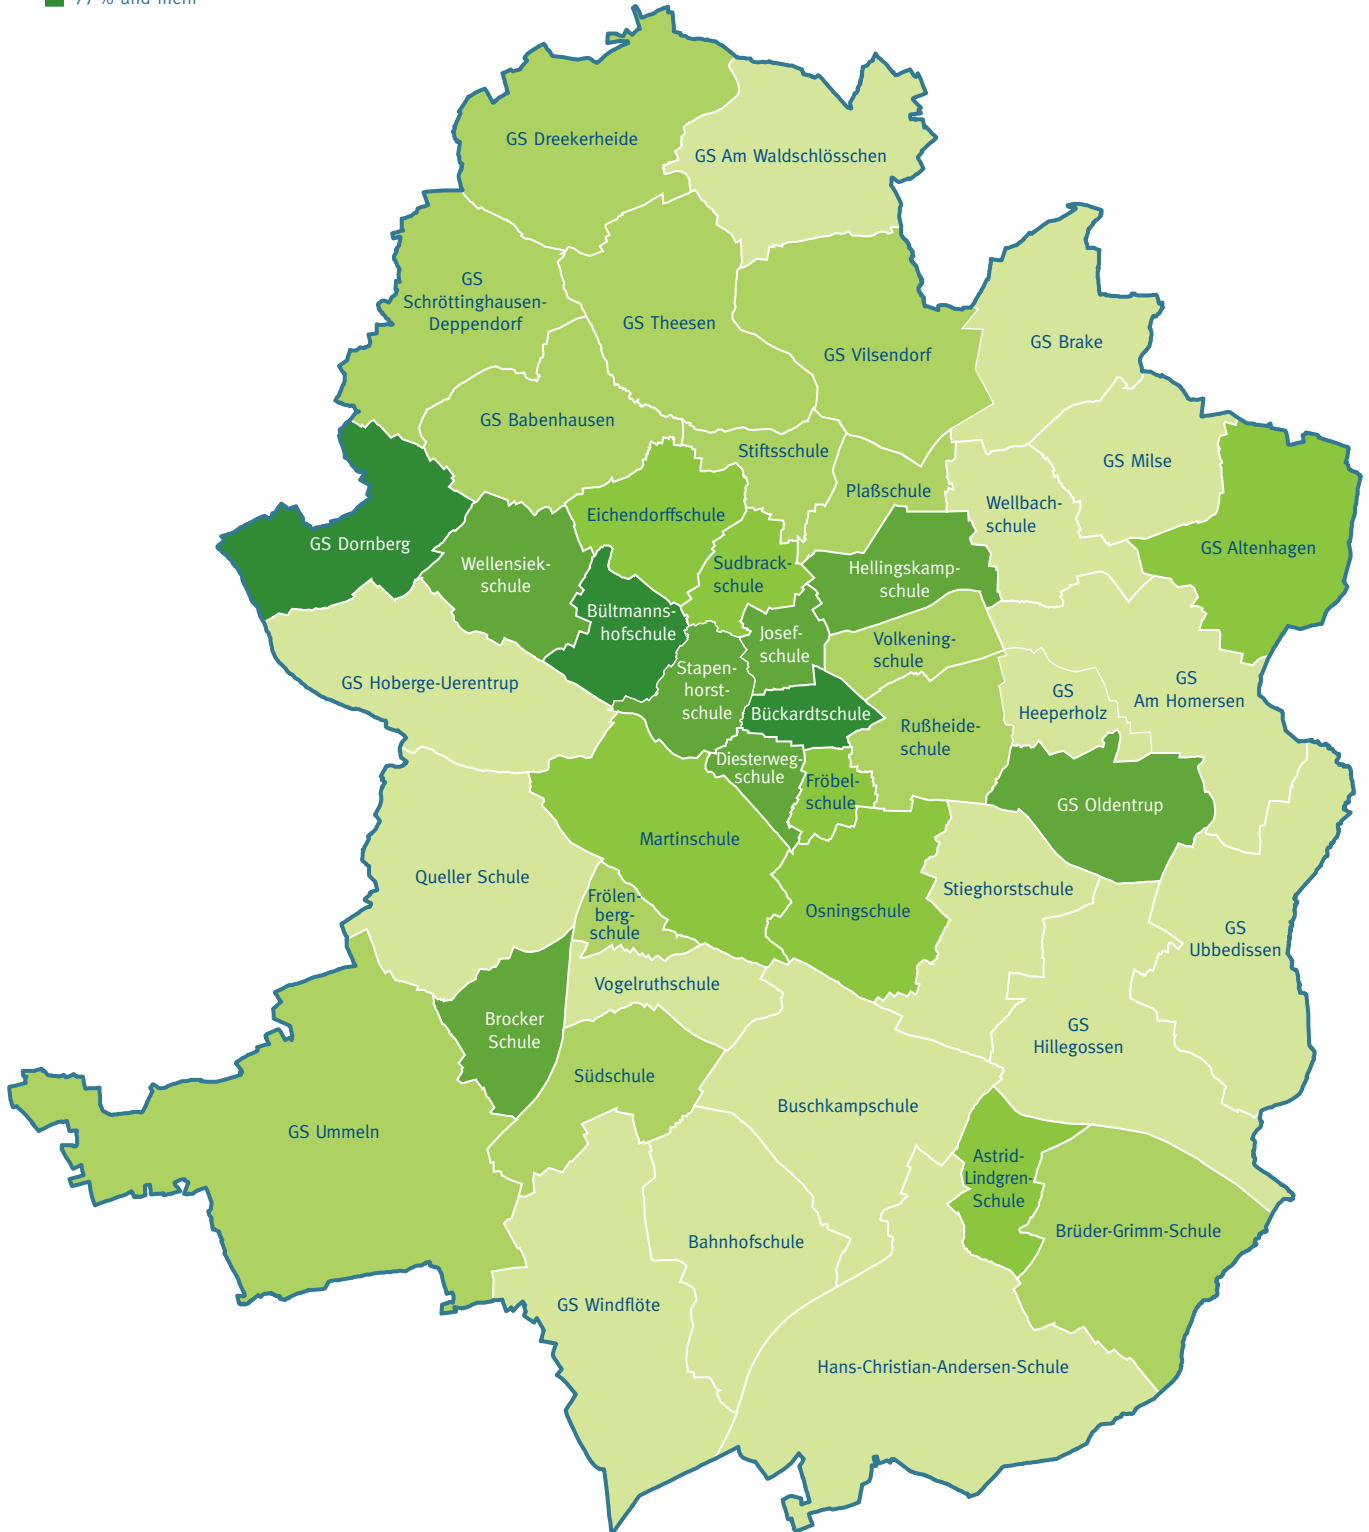 77 % und mehr
GS Dreekerheide
GS Am Waldschlösschen
GS
Schröttinghausen-
Deppendorf
GS Theesen
GS Vilsendorf
GS Brake
GS Babenhausen
Stiftsschule
GS Milse
Plaßschule
Wellbach-
schule
Eichendorffschule
GS Dornberg
GS Altenhagen
Wellensiek-
schule
Sudbrack-
schule
Hellingskamp-
schule
Bültmanns-
hofschule
Josef-
schule
Volkening-
schule
GS Hoberge-Uerentrup
Stapen-
horst-
schule
GS
Heeperholz
GS
Am Homersen
Bückardtschule
Rußheide-
schule
Diesterweg-
schule
Fröbel-
schule
GS Oldentrup
Martinschule
Queller Schule
Stieghorstschule
Frölen-
berg-
schule
Osningschule
GS
Ubbedissen
Vogelruthschule
Brocker
Schule
GS
Hillegossen
Südschule
Buschkampschule
GS Ummeln
Astrid-
Lindgren-
Schule
Brüder-Grimm-Schule
Bahnhofschule
GS Windflöte
Hans-Christian-Andersen-Schule